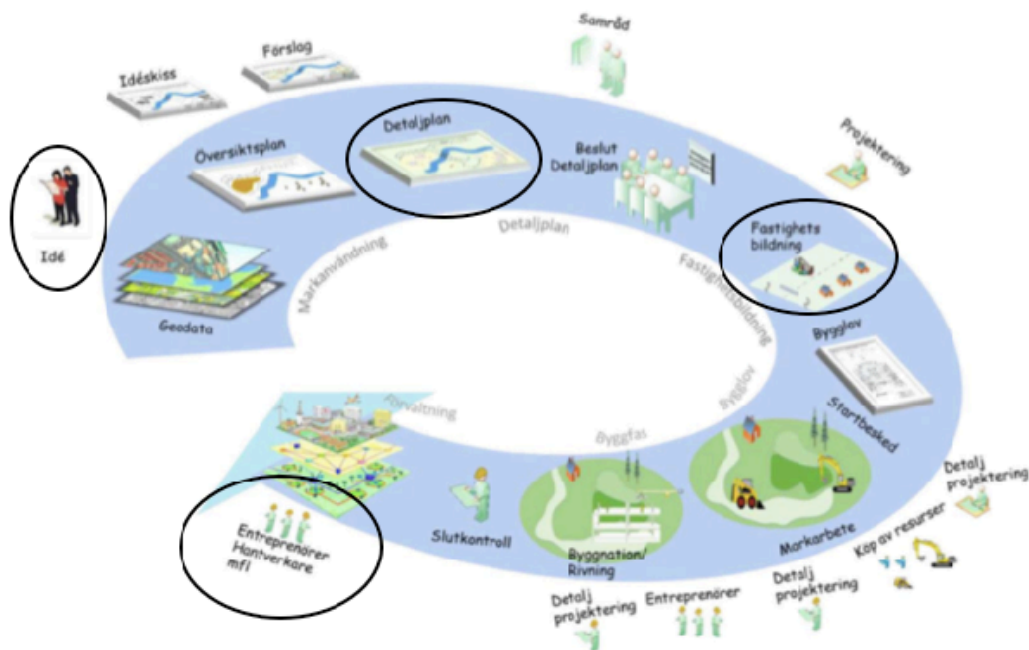 Samråd
Förslag
Idéskiss
Detaljplan
Projektering
Översiktsplan
Beslut
Detaljplan
Idé
Fastighets
bildning
Detaljplan
Markanvändning
Fastighetsbildning
Geodata
Bygglov
Bygglov
Startbesked
Förvaltning
Byggfas
Detalj
projektering
Slutkontroll
Markarbete
Köp av resurser
Entreprenörer
Hantverkare
mfl
Byggnation/
Rivning
Detalj
projektering
Entreprenörer
Detalj
projektering